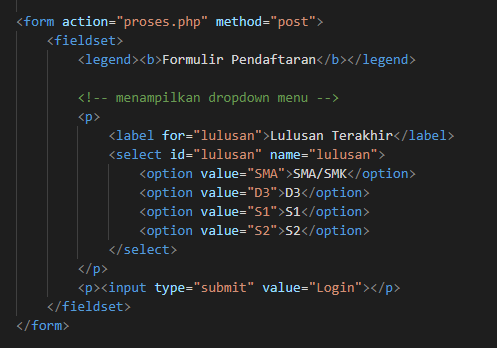 <form action="proses.php" method="post">
<fieldset>
<legend><b>Formulir Pendaftaran</b></legend>
<!-- menampilkan dropdown menu -->
<p>
<label for="lulusan">Lulusan Terakhir</label>
<select id="lulusan" name="lulusan">
<option value="SMA">SMA/SMK</option>
<option value="D3">D3</option>
<option value="S1">S1</option>
<option value="S2">S2</option>
</select>
</p>
<p><input type="submit" value="Login"></p>
</fieldset>
</form>